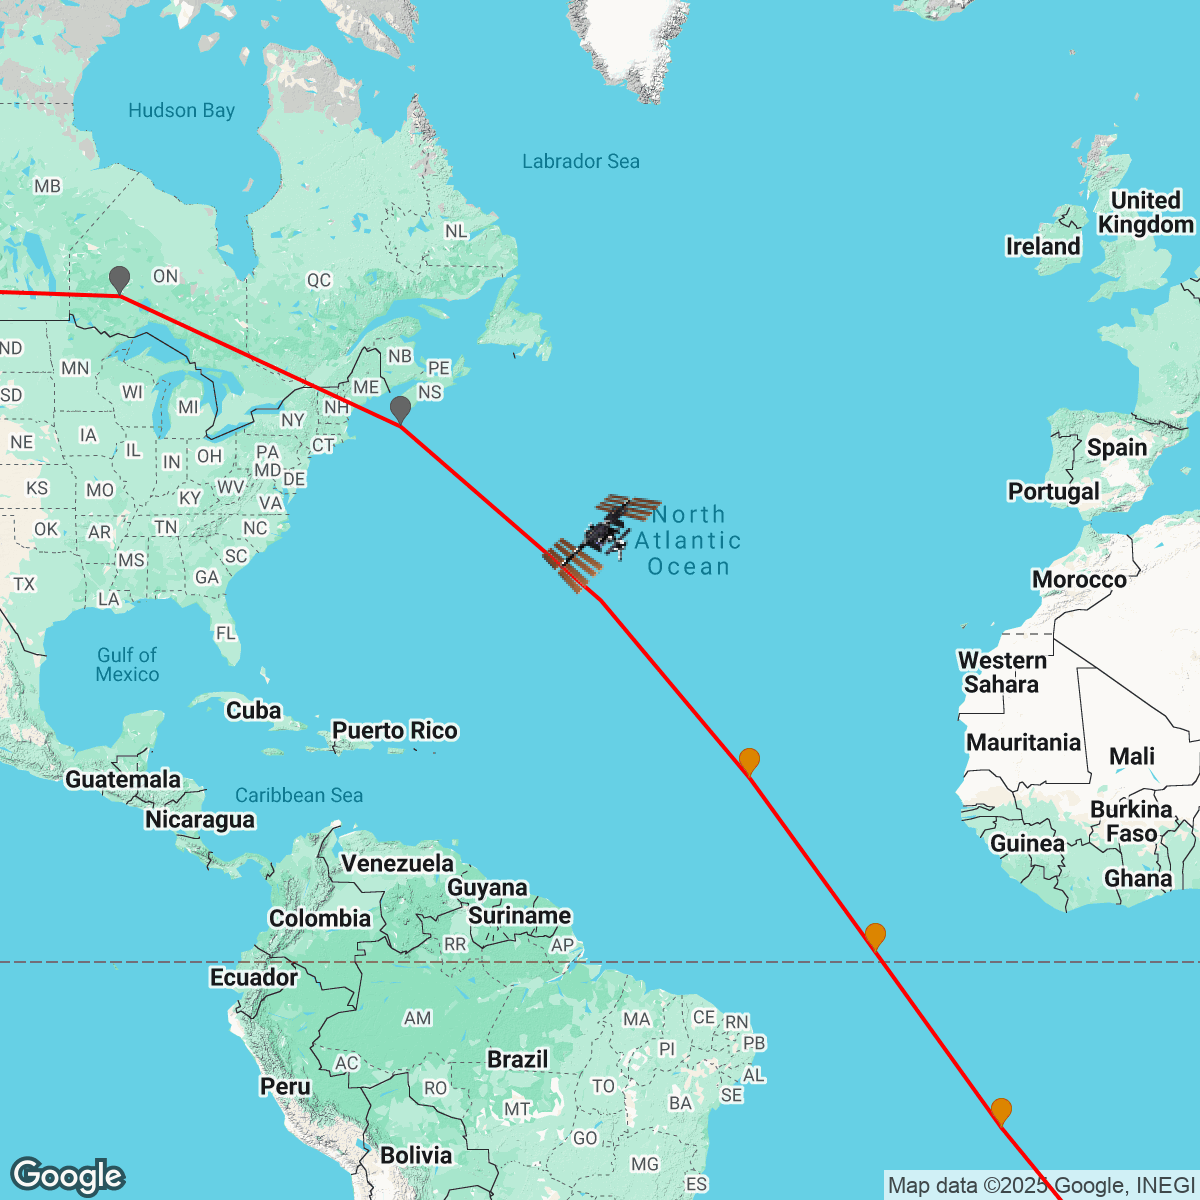 Hudson Bay
Labrador Sea
MB
United
Kingdom
NL
Ireland
ON
QC
ND
NB
MN
PE
ME
NS
SD
WI
MI
NH
NY
IA
NE
CT
Spain
IL
PA
OH
IN
MD
DE
WV
KS
MO
KY
VA
Portugal
North
Atlantic
Ocean
OK
AR
TN
NC
MS
SC
GA
Morocco
TX
LA
FL
Gulf of
Mexico
Western
Sahara
Cuba
Puerto Rico
Mauritania
Mali
Guatemala
Caribbean Sea
Nicaragua
Burkina
Faso
Guinea
Venezuela
Ghana
Guyana
Colombia
Suriname
RR
AP
Ecuador
AM
MA
CE
RN
PB
PI
Brazil
AC
AL
Peru
RO
TO
SE
MT
BA
GO
Bolivia
MG
ES
Google
Map data ©2025 Google, INEGI